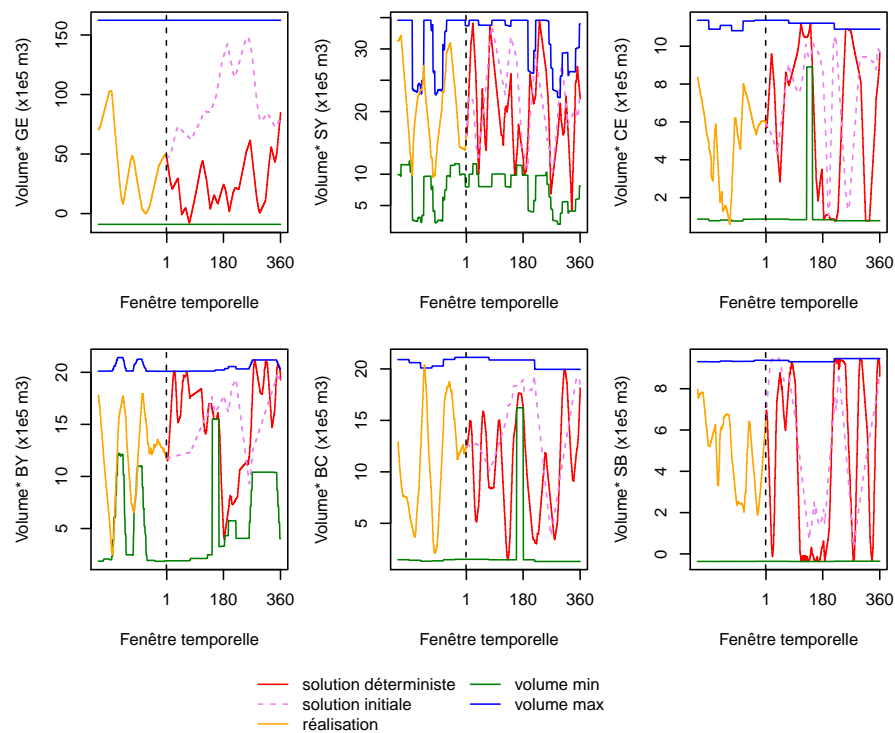 Volume* GE (x1e5 m3)
150
100
50
0
1 180 360
Fenêtre temporelle
Volume* SY (x1e5 m3)
30
20
10
5
1 180 360
Fenêtre temporelle
Volume* CE (x1e5 m3)
10
8
6
4
2
1 180 360
Fenêtre temporelle
Volume* BY (x1e5 m3)
20
15
10
5
1 180 360
Fenêtre temporelle
Volume* BC (x1e5 m3)
20
15
10
5
1 180 360
Fenêtre temporelle
Volume* SB (x1e5 m3)
8
6
4
2
0
1 180 360
Fenêtre temporelle
solution déterministe
solution initiale
réalisation
volume min
volume max